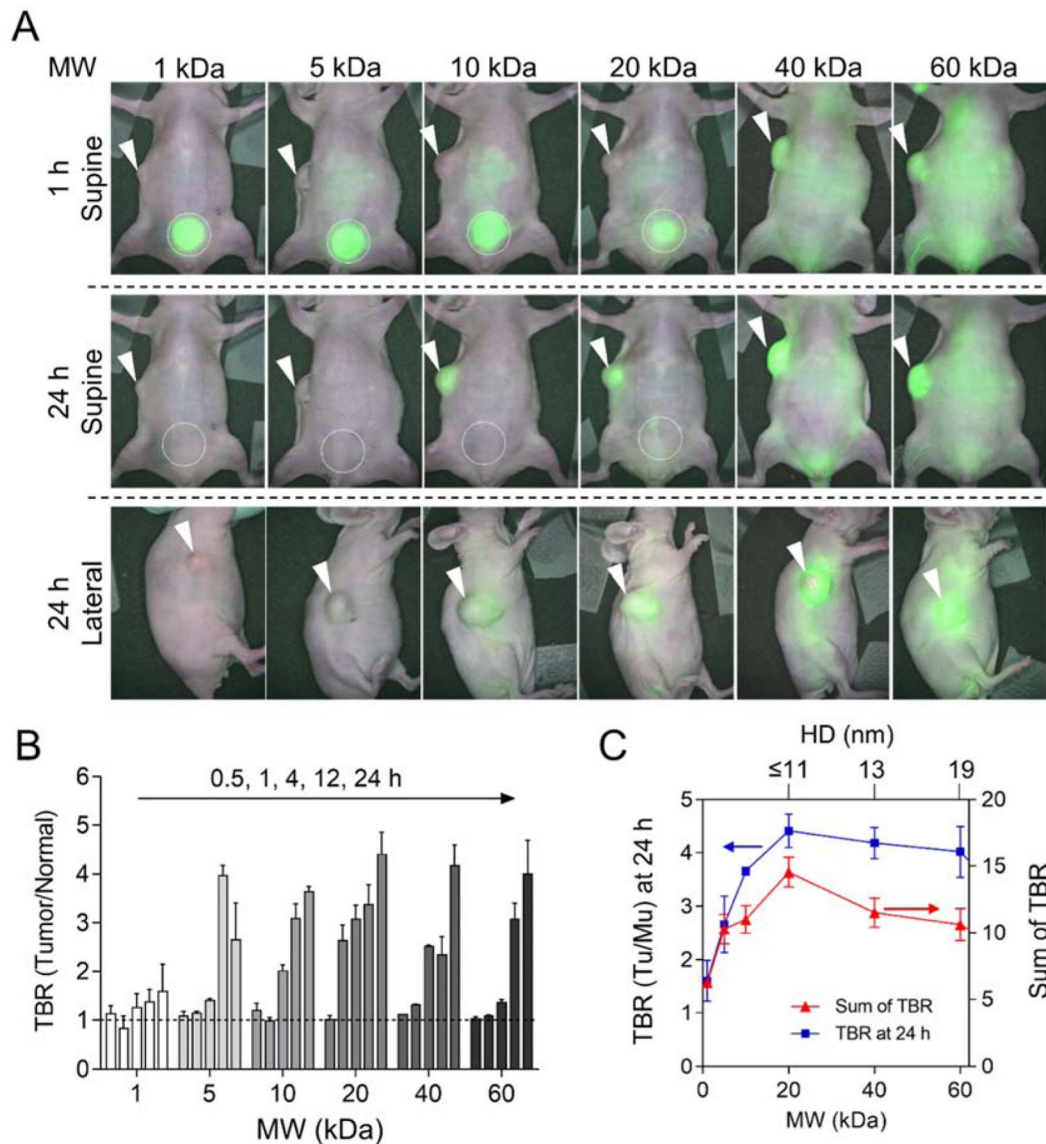 A
MW 1 kDa 5 kDa 10 kDa 20 kDa 40 kDa 60 kDa
1 h
Supine
24 h
Supine
24 h
Lateral
B
0.5, 1, 4, 12, 24 h
TBR (Tumor/Normal)
6
5
4
3
2
1
0
1 5 10 20 40 60
MW (kDa)
C
HD (nm)
≤11 13 19
TBR (Tu/Mu) at 24 h
5
4
3
2
1
0
Sum of TBR
TBR at 24 h
20
15
10
5
0
Sum of TBR
0 20 40 60
MW (kDa)